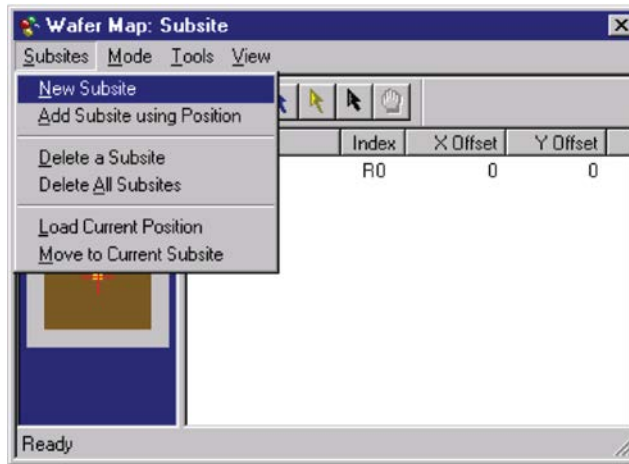 Wafer Map: Subsite
Subsites Mode Tools View
New Subsite
Add Subsite using Position
Delete a Subsite
Delete All Subsites
Load Current Position
Move to Current Subsite
Index X Offset Y Offset
R0 0 0
Ready